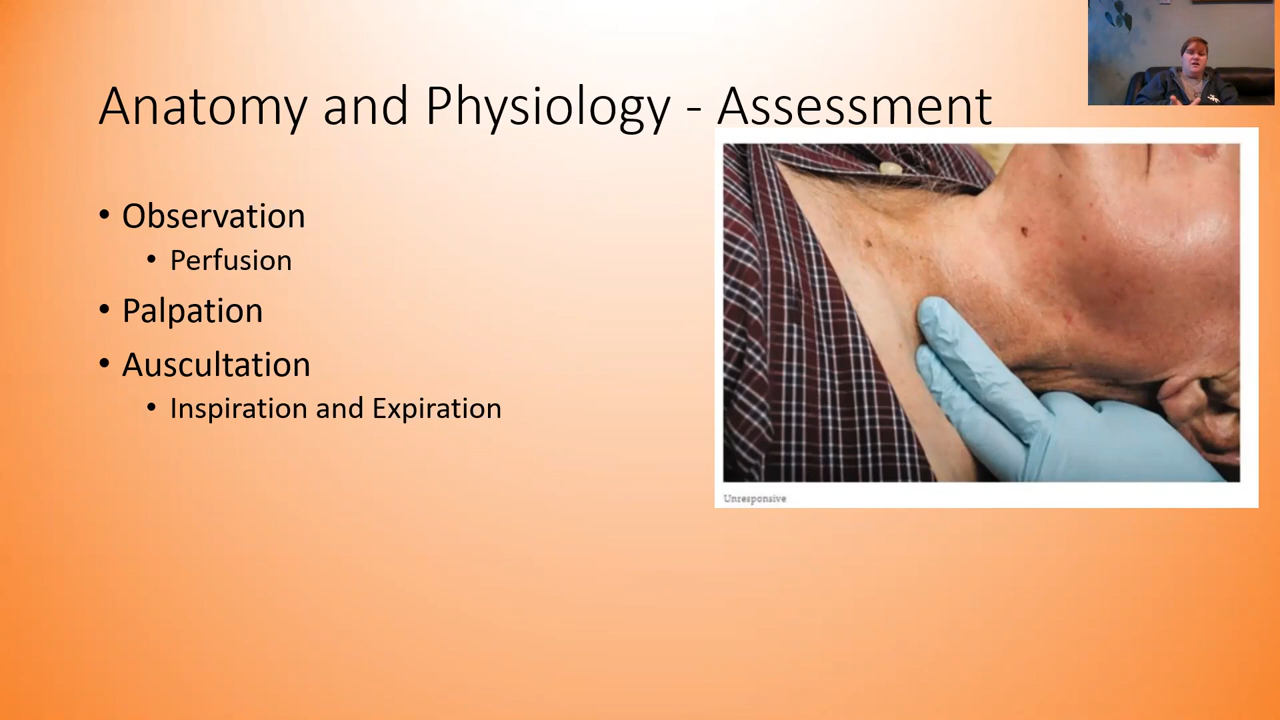 Anatomy and Physiology - Assessment
• Observation
• Perfusion
• Palpation
• Auscultation
• Inspiration and Expiration
Unresponsive